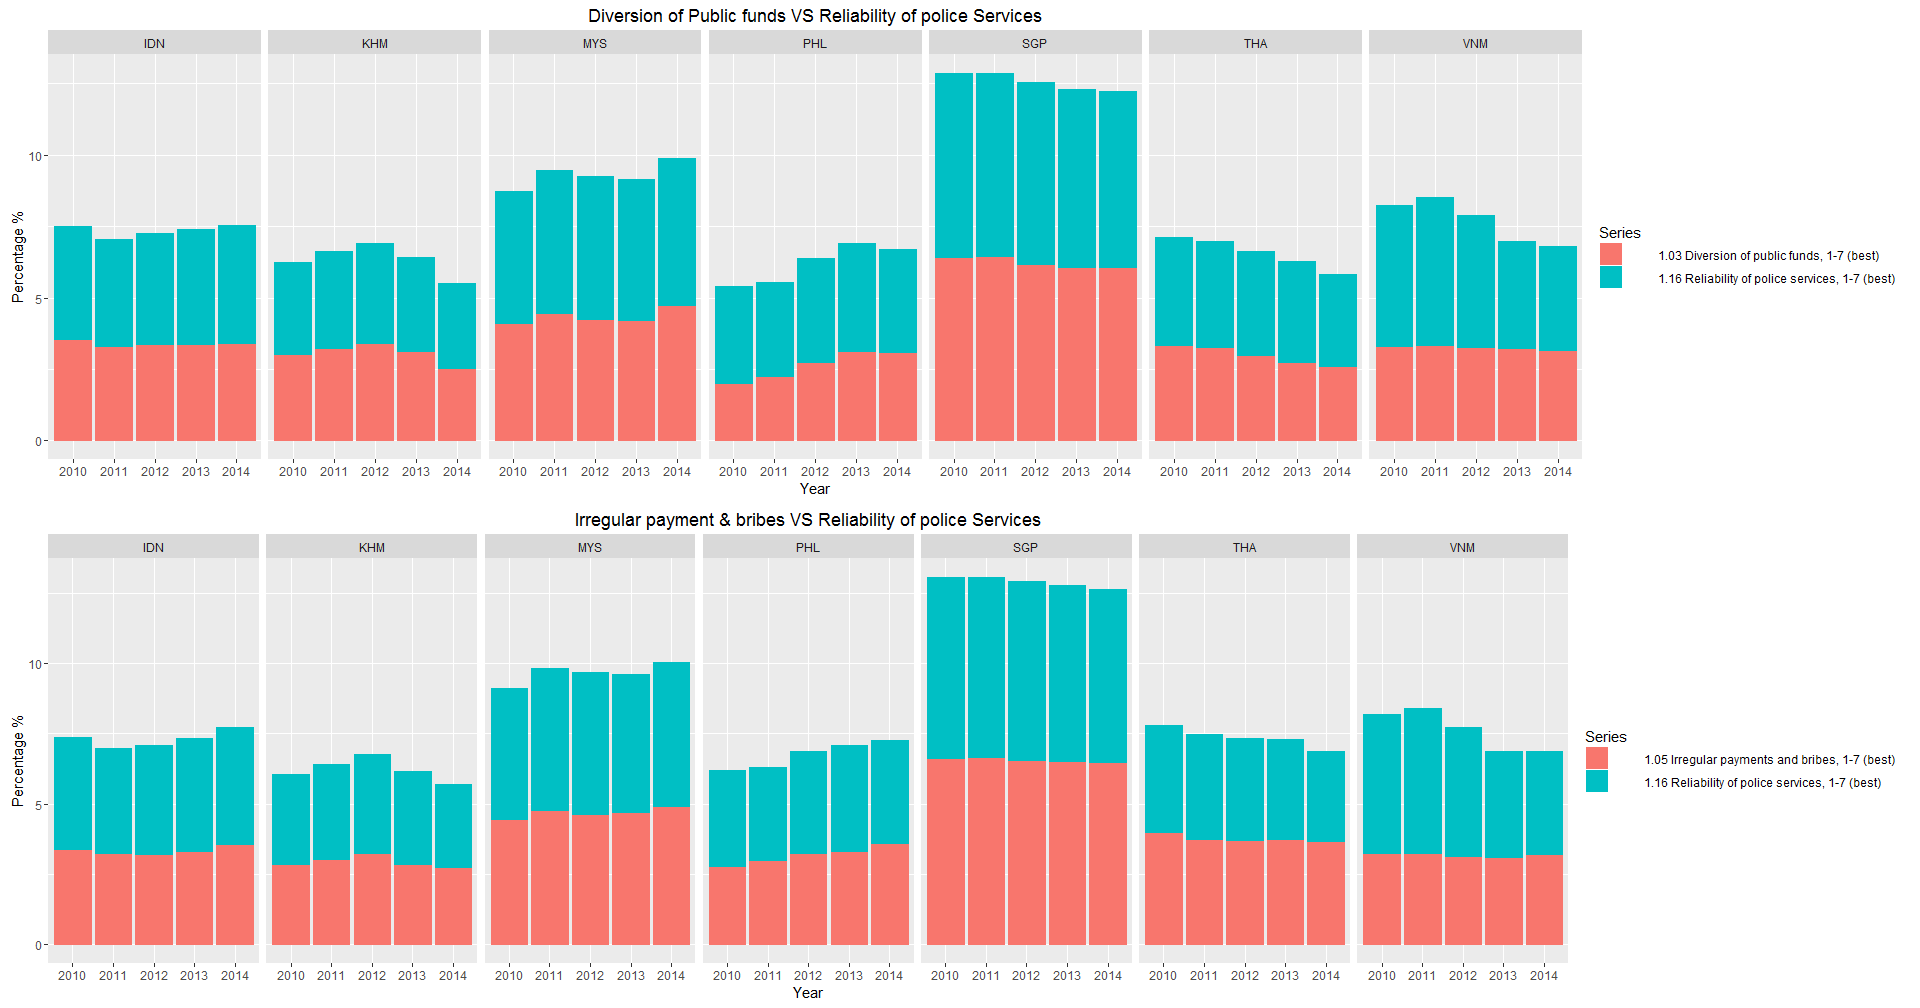 Diversion of Public funds VS Reliability of police Services
IDN KHM MYS PHL SGP THA VNM
10
5
0
Percentage %
2010 2011 2012 2013 2014 2010 2011 2012 2013 2014 2010 2011 2012 2013 2014 2010 2011 2012 2013 2014 2010 2011 2012 2013 2014 2010 2011 2012 2013 2014 2010 2011 2012 2013 2014
Year
Series
1.03 Diversion of public funds, 1-7 (best)
1.16 Reliability of police services, 1-7 (best)
Irregular payment & bribes VS Reliability of police Services
IDN KHM MYS PHL SGP THA VNM
10
5
0
Percentage %
2010 2011 2012 2013 2014 2010 2011 2012 2013 2014 2010 2011 2012 2013 2014 2010 2011 2012 2013 2014 2010 2011 2012 2013 2014 2010 2011 2012 2013 2014 2010 2011 2012 2013 2014
Year
Series
1.05 Irregular payments and bribes, 1-7 (best)
1.16 Reliability of police services, 1-7 (best)